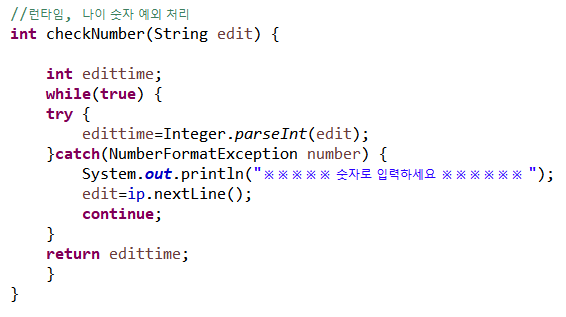 //런타임, 나이 숫자 예외 처리
int checkNumber(String edit) {
int edittime;
while(true) {
try {
edittime=Integer.parseInt(edit);
}catch(NumberFormatException number) {
System.out.println("※※※※※ 숫자로 입력하세요 ※※※※※※ ");
edit=ip.nextLine();
continue;
}
return edittime;
}
}